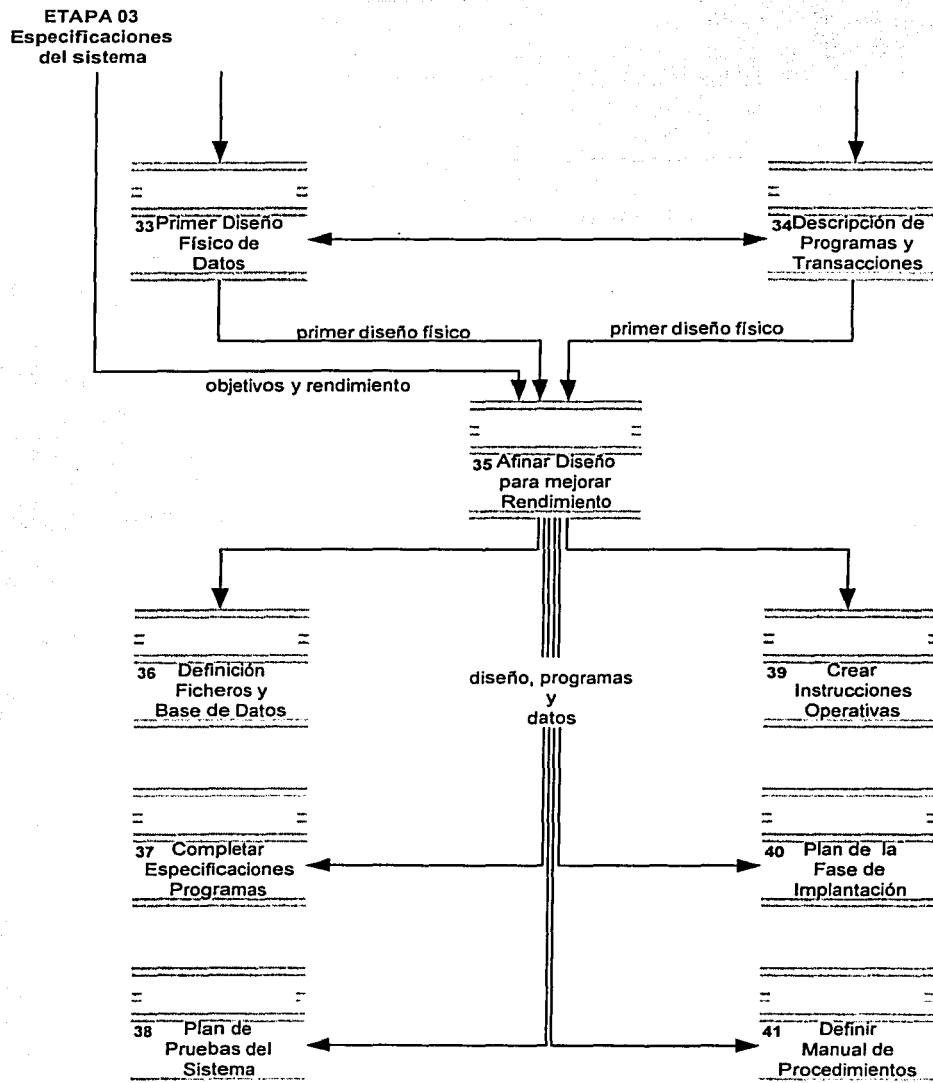 ETAPA 03
Especificaciones
del sistema
33 Primer Diseño
Físico de
Datos
34 Descripción de
Programas y
Transacciones
primer diseño físico
primer diseño físico
objetivos y rendimiento
35 Afinar Diseño
para mejorar
Rendimiento
36 Definición
Ficheros y
Base de Datos
diseño, programas
y
datos
39 Crear
Instrucciones
Operativas
37 Completar
Especificaciones
Programas
40 Plan de la
Fase de
Implantación
38 Plan de
Pruebas del
Sistema
41 Definir
Manual de
Procedimientos